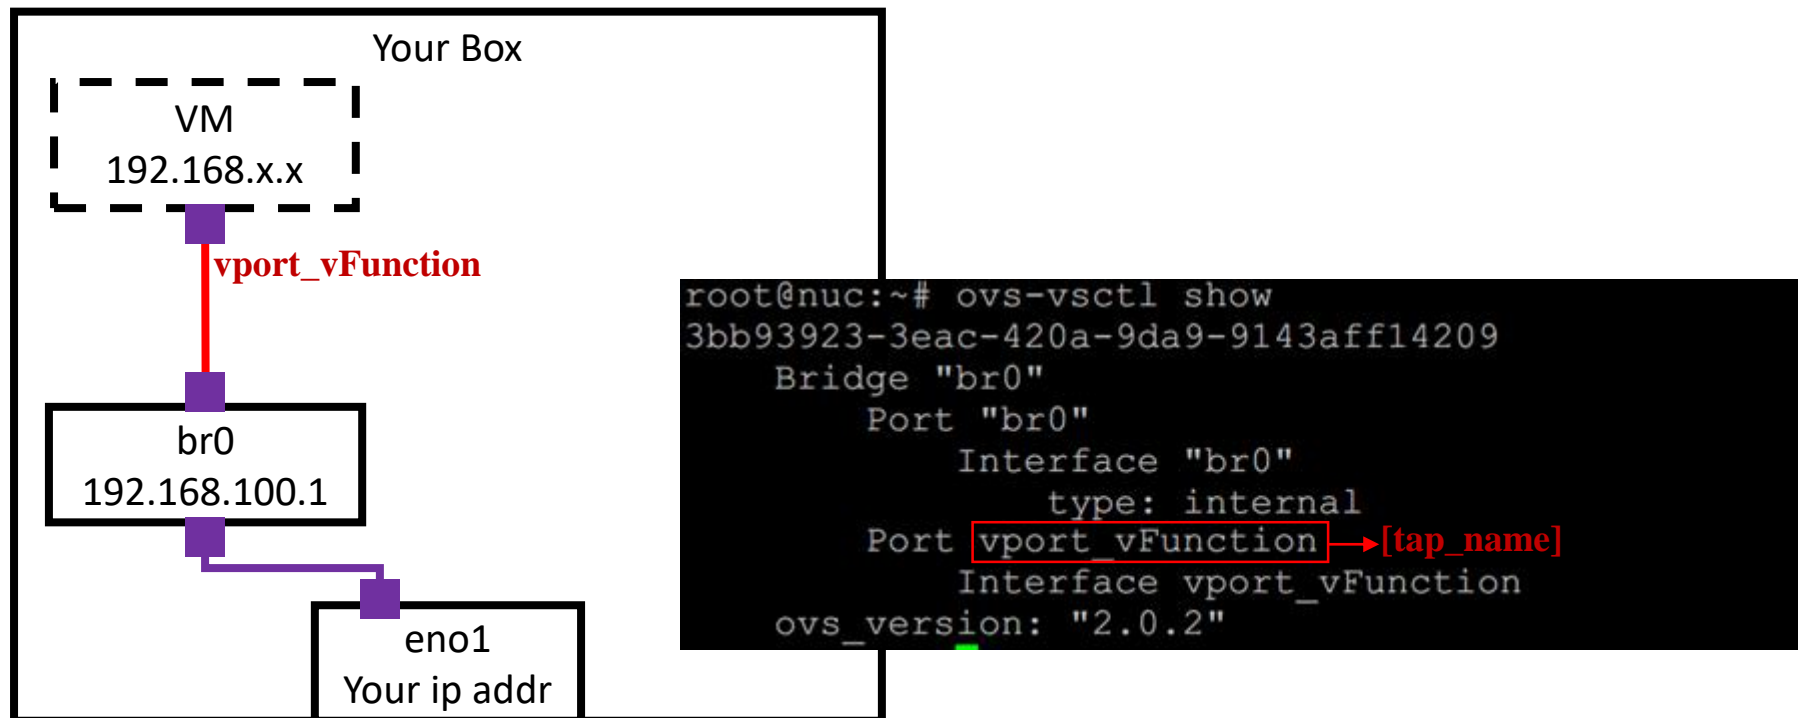 Your Box
VM
192.168.x.x
vport_vFunction
br0
192.168.100.1
eno1
Your ip addr
root@nuc:~# ovs-vsctl show
3bb93923-3eac-420a-9da9-9143aff14209
Bridge "br0"
Port "br0"
Interface "br0"
type: internal
Port vport_vFunction [tap_name]
Interface vport_vFunction
ovs_version: "2.0.2"